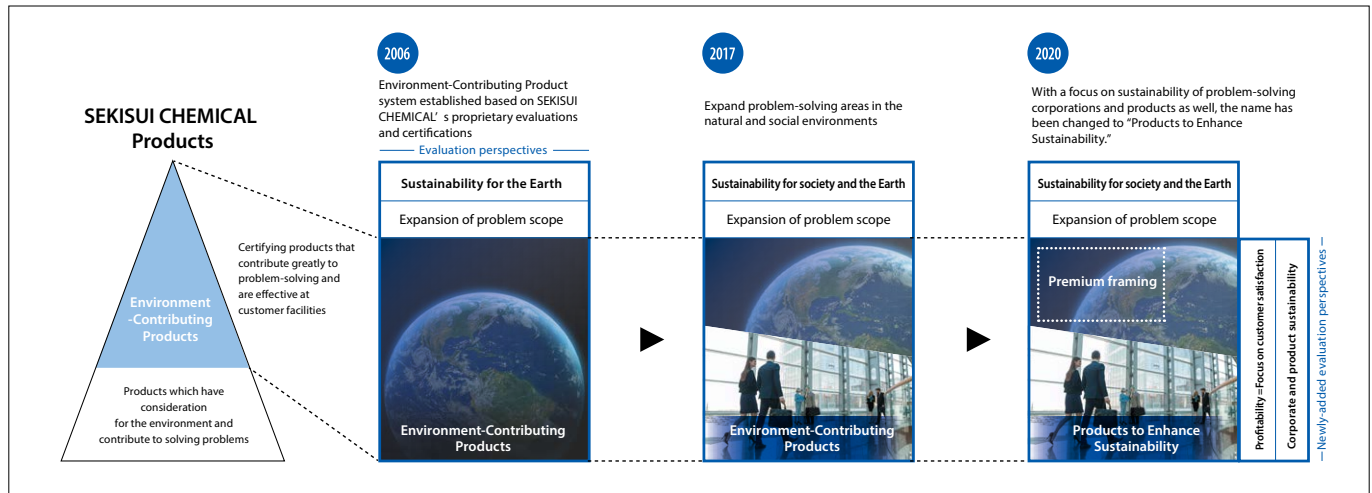 SEKISUI CHEMICAL
Products
Environment
-Contributing
Products
Products which have
consideration
for the environment and
contribute to solving problems
Certifying products that
contribute greatly to
problem-solving and
are effective at
customer facilities
2006
Environment-Contributing Product
system established based on SEKISUI
CHEMICAL’ s proprietary evaluations
and certifications
Evaluation perspectives
Sustainability for the Earth
Expansion of problem scope
Environment-Contributing
Products
2017
Expand problem-solving areas in the
natural and social environments
Sustainability for society and the Earth
Expansion of problem scope
Environment-Contributing
Products
2020
With a focus on sustainability of problem-solving
corporations and products as well, the name has
been changed to “Products to Enhance
Sustainability.”
Sustainability for society and the Earth
Expansion of problem scope
Premium framing
Products to Enhance
Sustainability
Profitability=Focus on customer satisfaction
Corporate and product sustainability
Newly-added evaluation perspectives